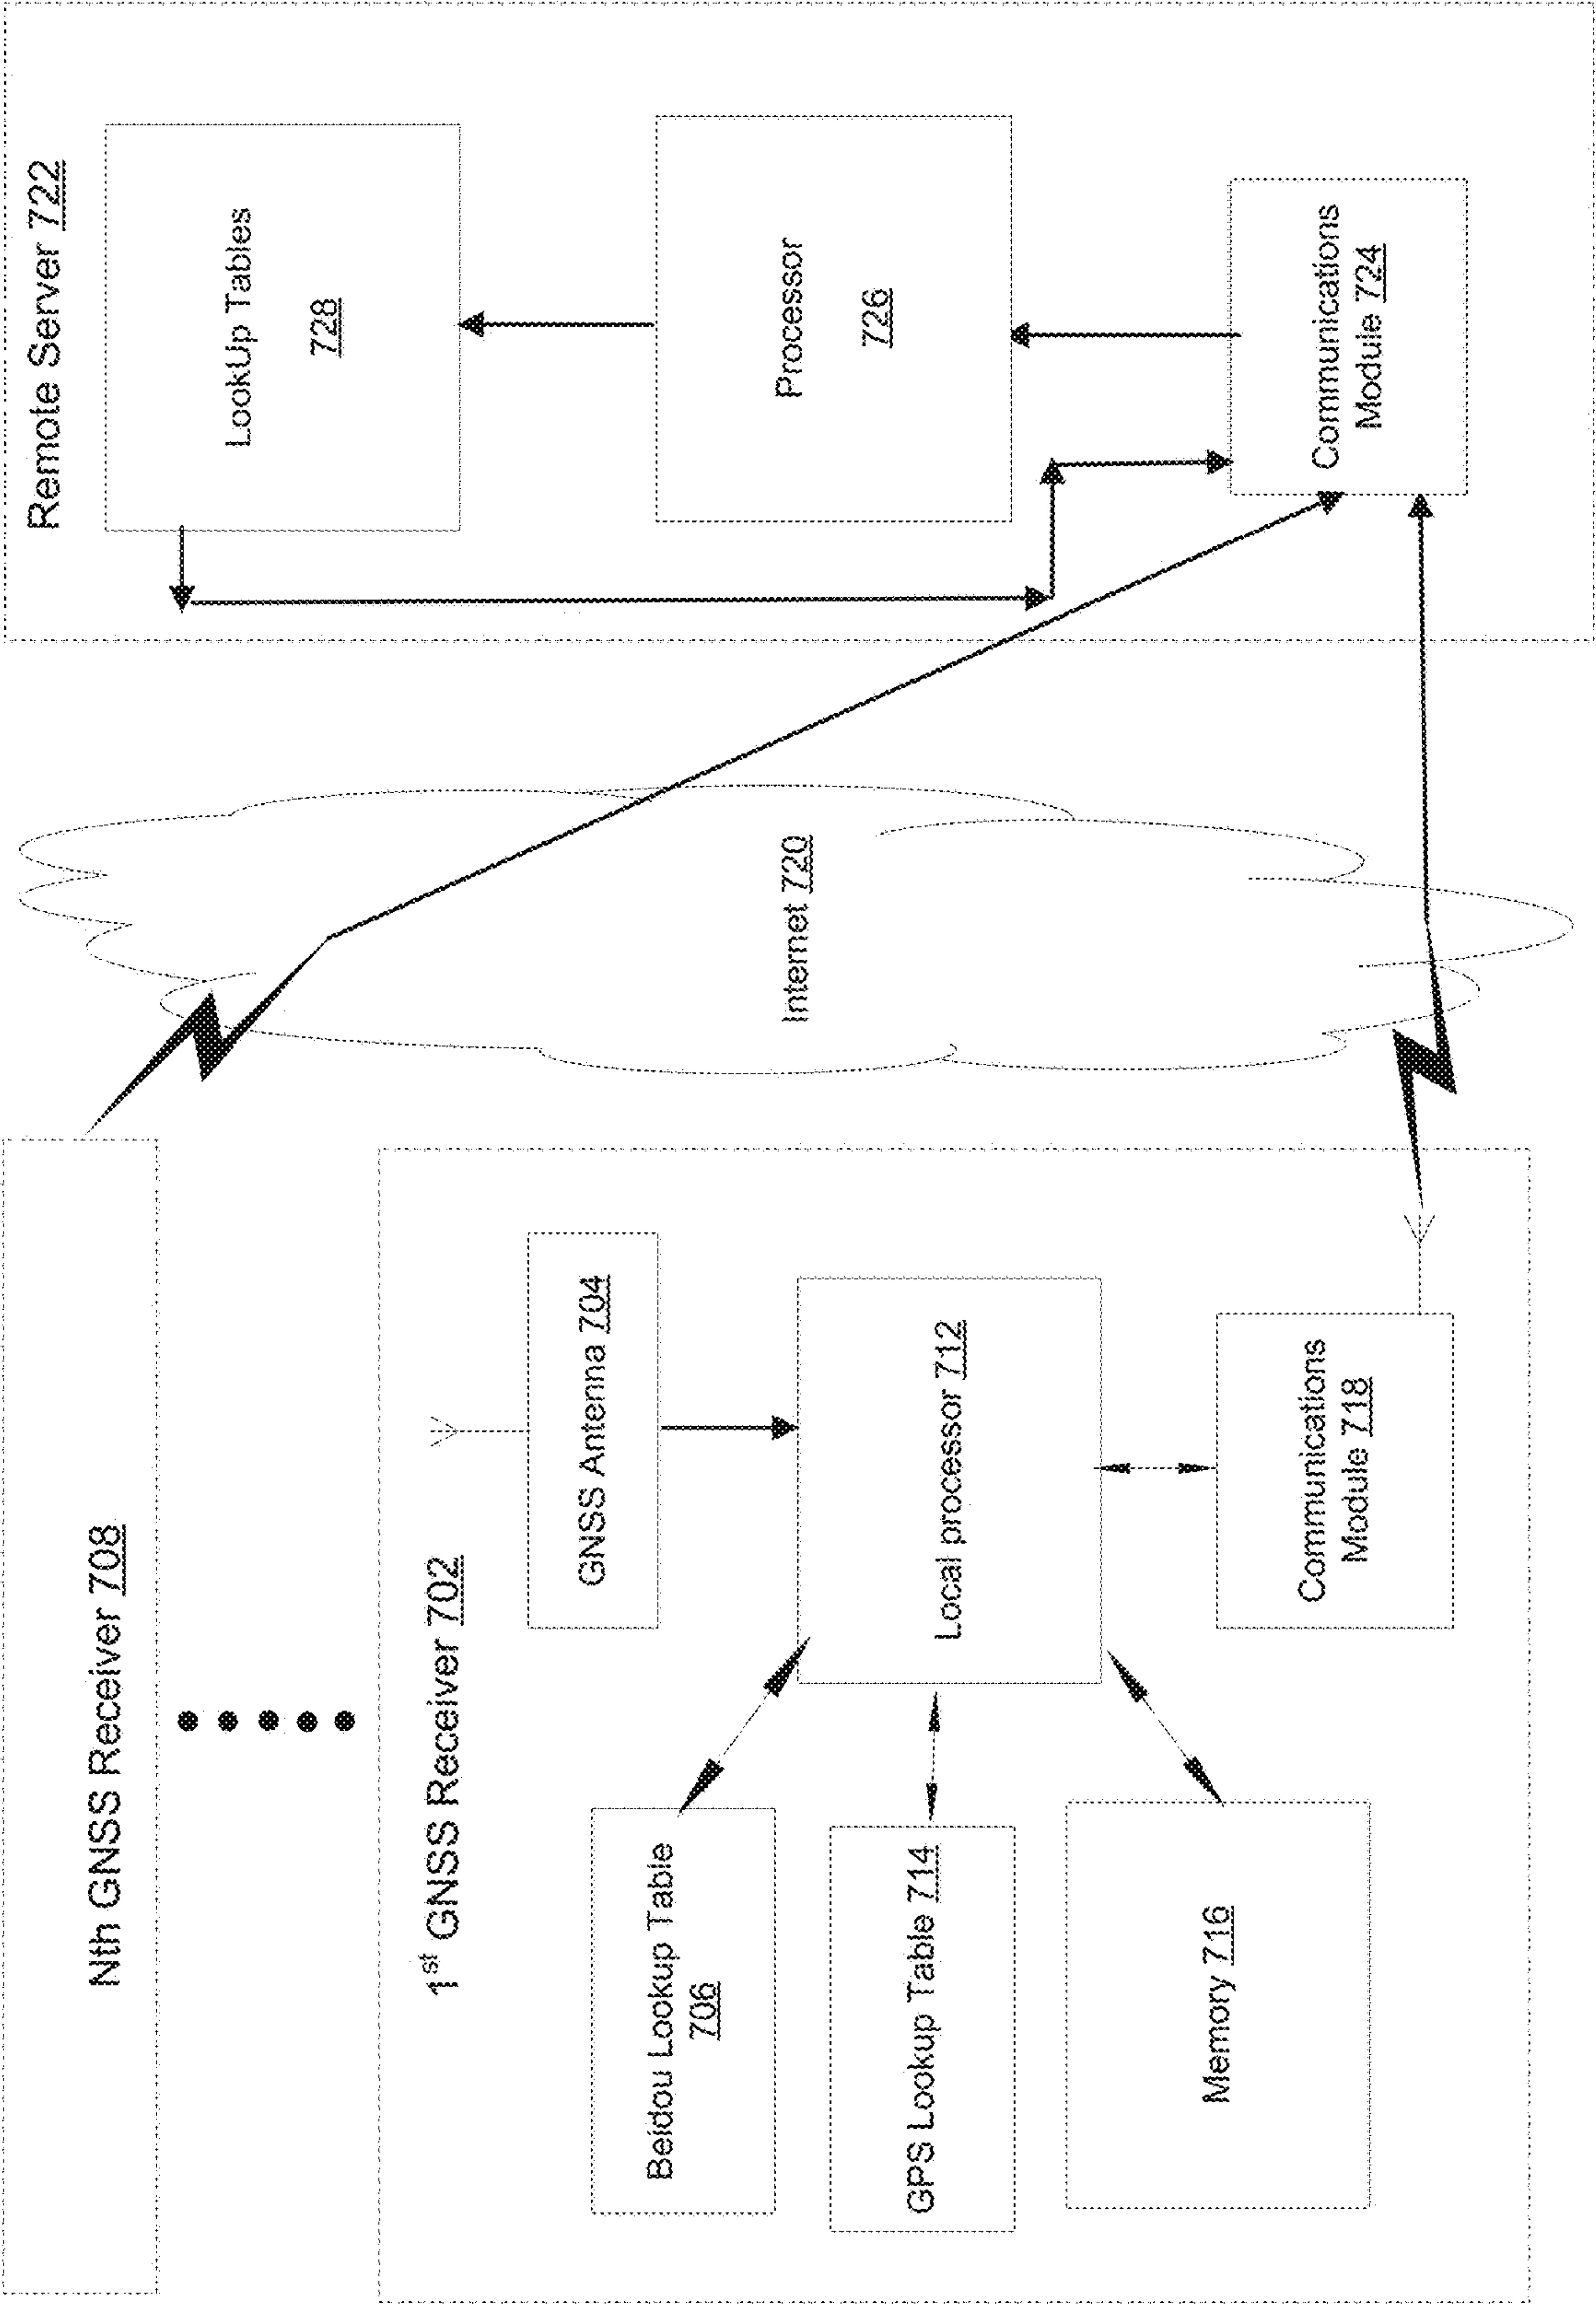 Nth GNSS Receiver 708
1st GNSS Receiver 702
GNSS Antenna 704
Beidou Lookup Table
706
Local processor 712
GPS Lookup Table 714
Memory 716
Communications
Module 718
Internet 720
Remote Server 722
LookUp Tables
728
Processor
726
Communications
Module 724